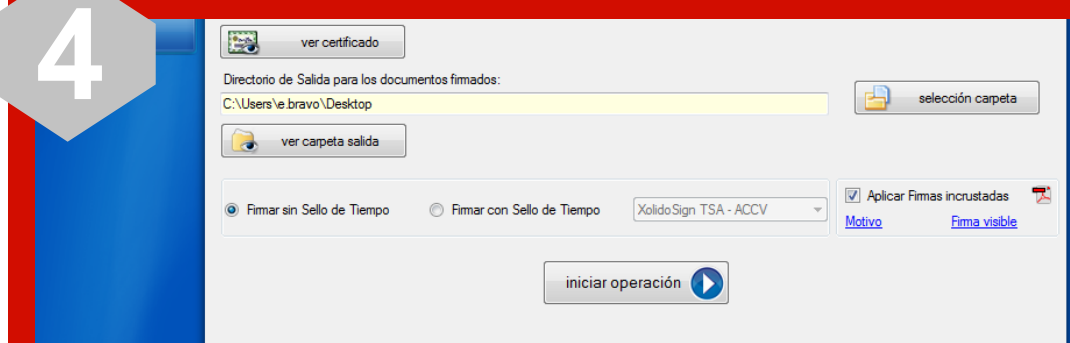 4
ver certificado
Directorio de Salida para los documentos firmados:
C:\Users\e.bravo\Desktop
selección carpeta
ver carpeta salida
Firmar sin Sello de Tiempo
Firmar con Sello de Tiempo
XolidoSign TSA - ACCV
Aplicar Firmas incrustadas
Motivo
Firma visible
iniciar operación